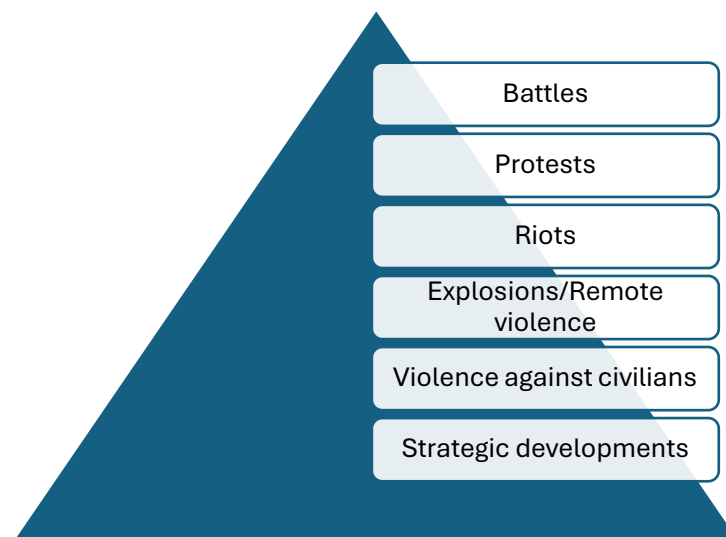 Battles
Protests
Riots
Explosions/Remote
violence
Violence against civilians
Strategic developments